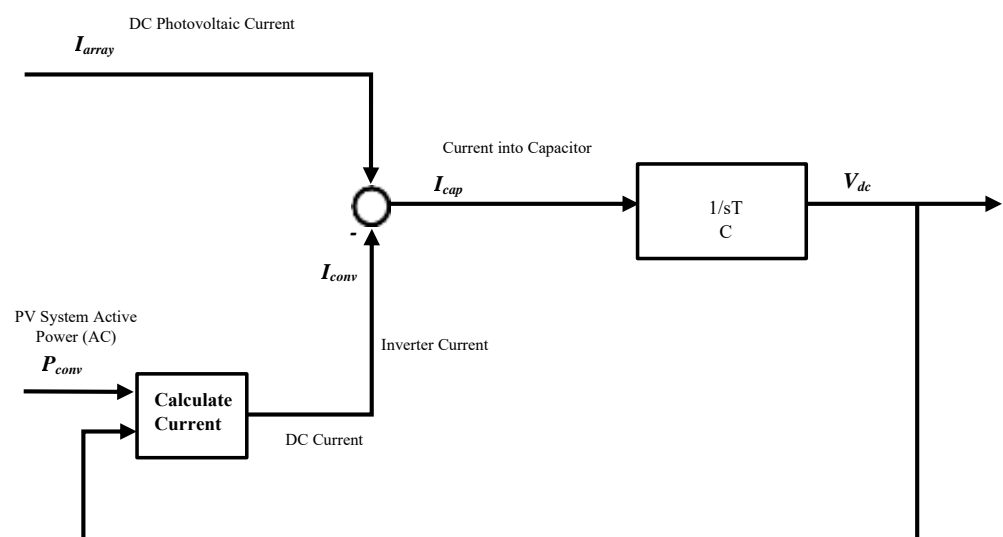 DC Photovoltaic Current
I_array
Current into Capacitor
I_cap
V_dc
1/sT
C
-
I_conv
PV System Active
Power (AC)
P_conv
Inverter Current
Calculate
Current
DC Current